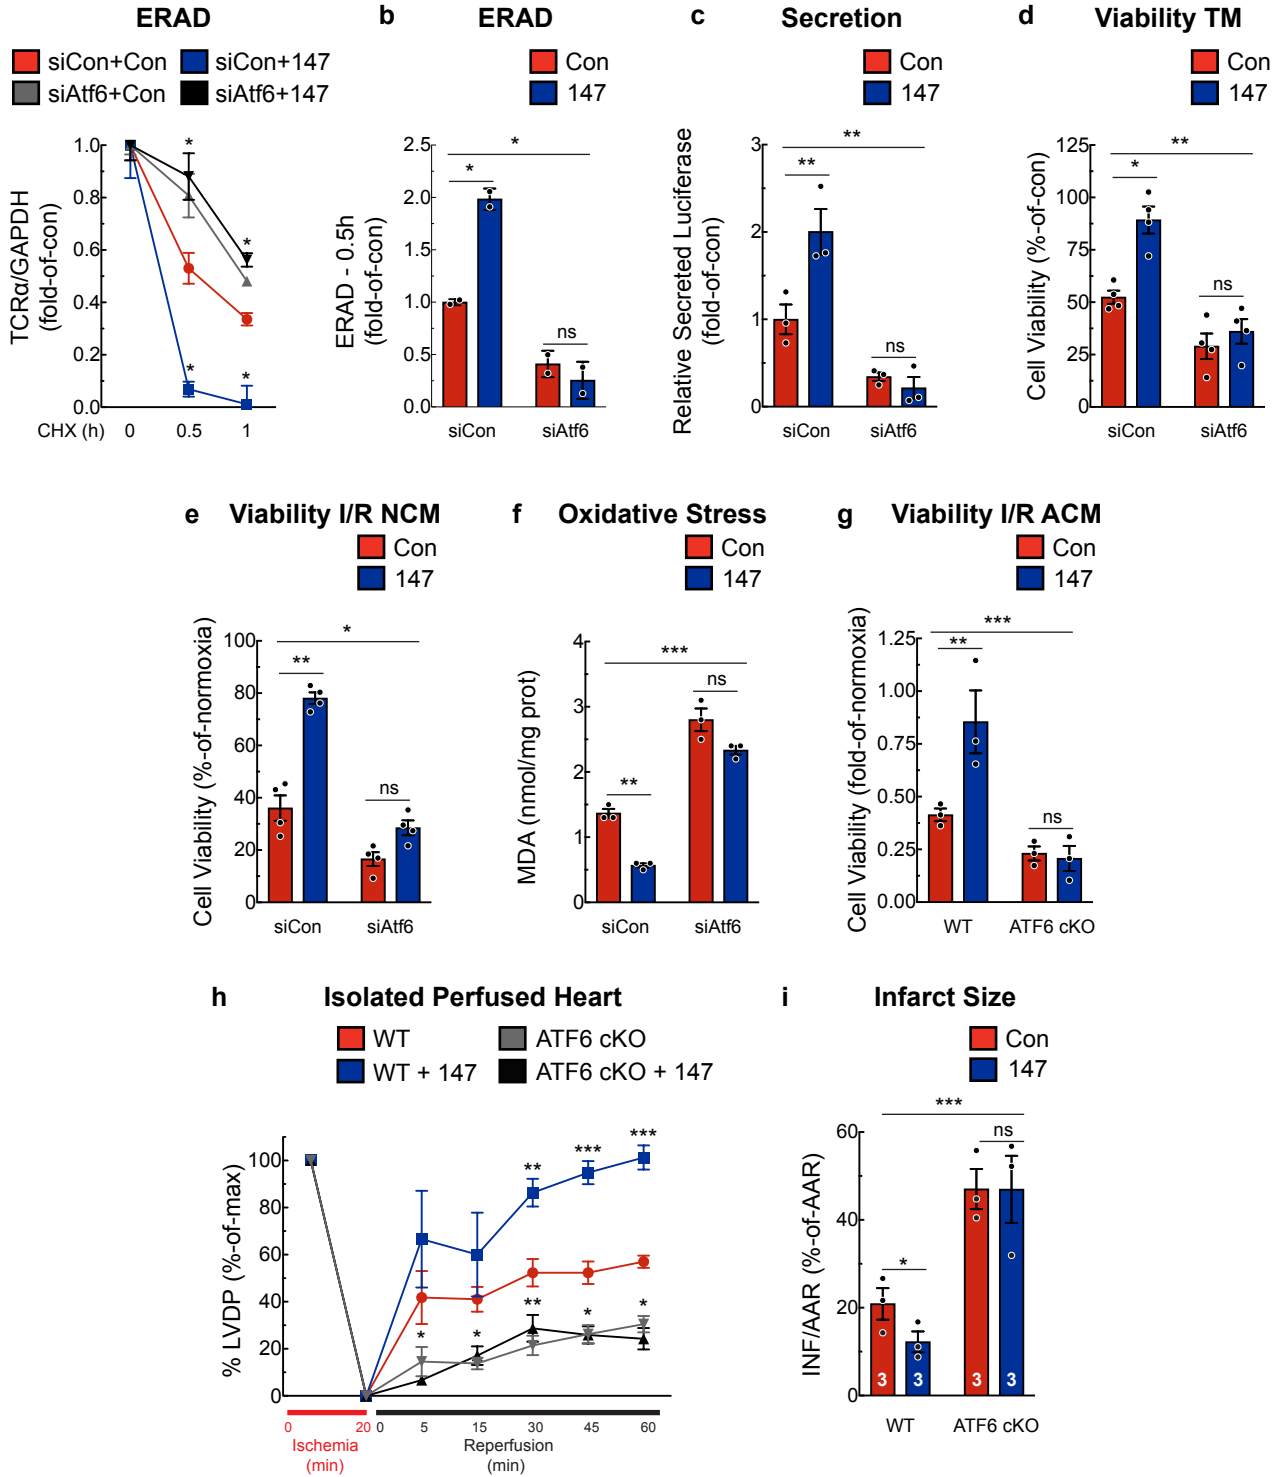 ERAD
siCon+Con siCon+147
siAtf6+Con siAtf6+147
TCRα/GAPDH
(fold-of-con)
1.0
0.8
0.6
0.4
0.2
0.0
* * * *
CHX (h) 0 0.5 1
b ERAD
Con
147
ERAD - 0.5h
(fold-of-con)
2.5
2.0
1.5
1.0
0.5
0.0
*
*
ns
siCon siAtf6
c Secretion
Con
147
Relative Secreted Luciferase
(fold-of-con)
3
2
1
0
**
**
ns
siCon siAtf6
d Viability TM
Con
147
Cell Viability (%-of-con)
125
100
75
50
25
0
**
*
ns
siCon siAtf6
e Viability I/R NCM
Con
147
Cell Viability (%-of-normoxia)
100
80
60
40
20
0
*
**
ns
siCon siAtf6
f Oxidative Stress
Con
147
MDA (nmol/mg prot)
4
3
2
1
0
***
ns
**
siCon siAtf6
g Viability I/R ACM
Con
147
Cell Viability (fold-of-normoxia)
1.25
1.00
0.75
0.50
0.25
0.00
***
**
ns
WT ATF6 cKO
h Isolated Perfused Heart
WT ATF6 cKO
WT + 147 ATF6 cKO + 147
% LVDP (%-of-max)
100
80
60
40
20
0
** *** ***
* * ** * *
0 20 0 5 15 30 45 60
Ischemia
(min)
Reperfusion
(min)
i Infarct Size
Con
147
INF/AAR (%-of-AAR)
60
40
20
0
***
ns
*
3 3 3 3
WT ATF6 cKO